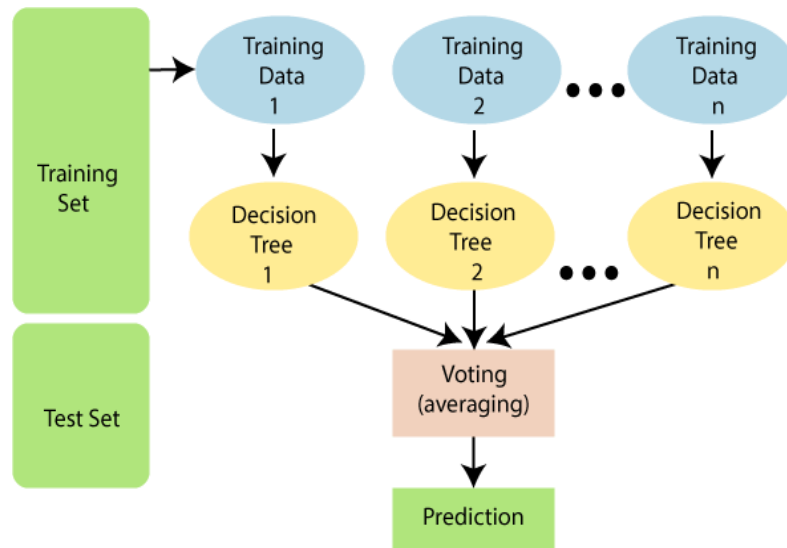 Training
Set
Test Set
Training
Data
1
Training
Data
2
Training
Data
n
Decision
Tree
1
Decision
Tree
2
Decision
Tree
n
Voting
(averaging)
Prediction